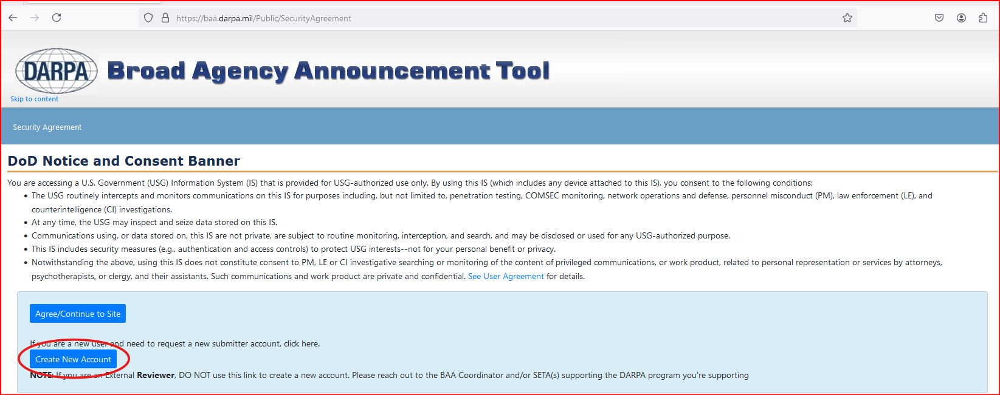 https://baa.darpa.mil/Public/SecurityAgreement
DARPA
Broad Agency Announcement Tool
Skip to content
Security Agreement
DoD Notice and Consent Banner
You are accessing a U.S. Government (USG) Information System (IS) that is provided for USG-authorized use only. By using this IS (which includes any device attached to this IS), you consent to the following conditions:
• The USG routinely intercepts and monitors communications on this IS for purposes including, but not limited to, penetration testing, COMSEC monitoring, network operations and defense, personnel misconduct (PM), law enforcement (LE), and
counterintelligence (CI) investigations.
• At any time, the USG may inspect and seize data stored on this IS.
• Communications using, or data stored on, this IS are not private, are subject to routine monitoring, interception, and search, and may be disclosed or used for any USG-authorized purpose.
• This IS includes security measures (e.g., authentication and access controls) to protect USG interests--not for your personal benefit or privacy.
• Notwithstanding the above, using this IS does not constitute consent to PM, LE or CI investigative searching or monitoring of the content of privileged communications, or work product, related to personal representation or services by attorneys,
psychotherapists, or clergy, and their assistants. Such communications and work product are private and confidential. See User Agreement for details.
Agree/Continue to Site
If you are a new user and need to request a new submitter account, click here.
Create New Account
NOTE: If you are an External Reviewer, DO NOT use this link to create a new account. Please reach out to the BAA Coordinator and/or SETA(s) supporting the DARPA program you're supporting